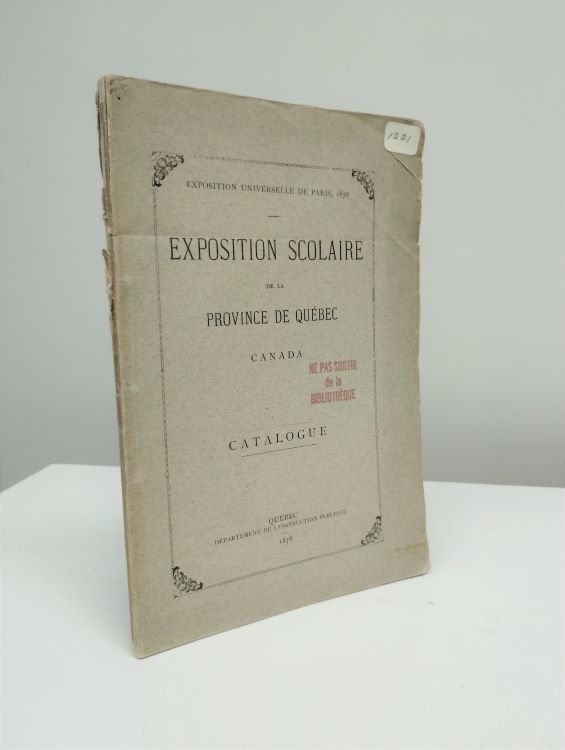 1221
EXPOSITION UNIVERSELLE DE PARIS, 1878
EXPOSITION SCOLAIRE
DE LA
PROVINCE DE QUÉBEC
CANADA
NE PAS SORTIR
de la
BIBLIOTHÈQUE
CATALOGUE
QUÉBEC
DÉPARTEMENT DE L'INSTRUCTION PUBLIQUE
1878